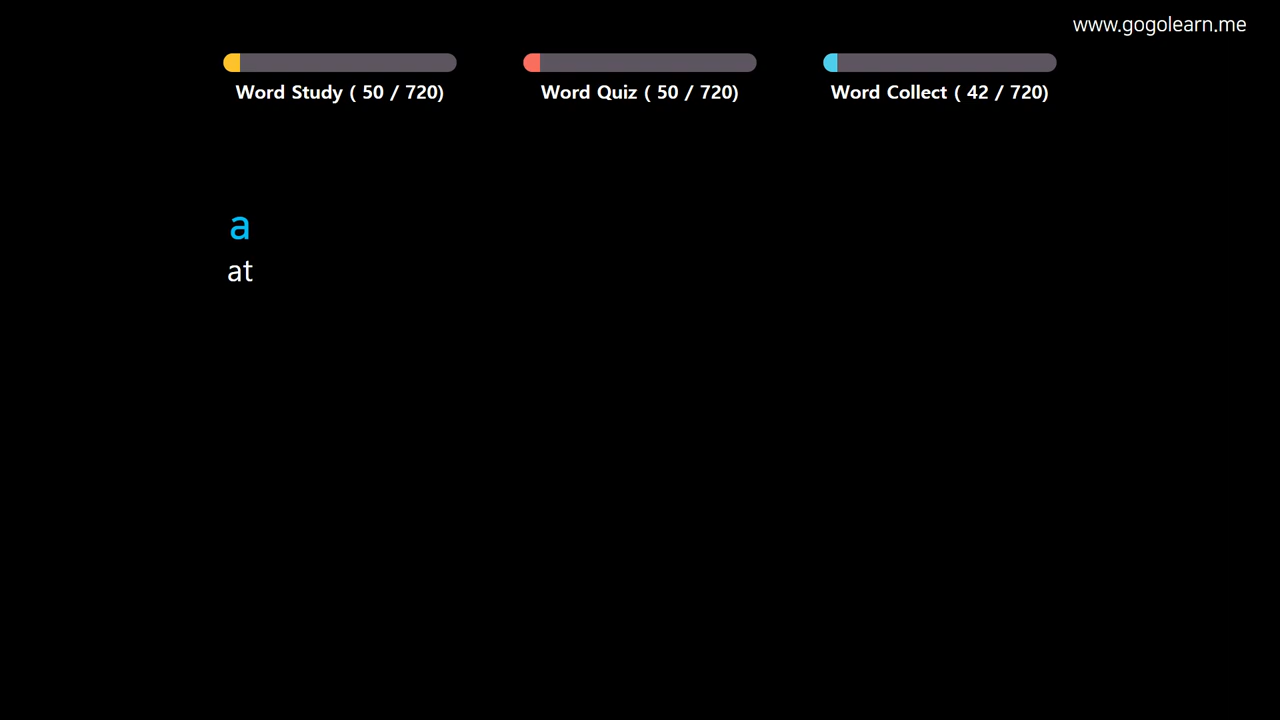 www.gogolearn.me
Word Study ( 50 / 720)
Word Quiz ( 50 / 720)
Word Collect ( 42 / 720)
a
at